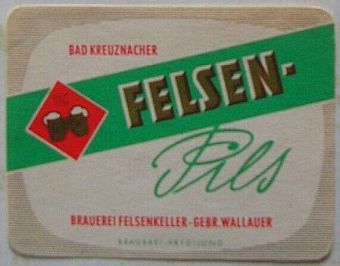 BAD KREUZNACHER
FELSEN-
Pils
BRAUEREI FELSENKELLER - GEBR. WALLAUER
BRAUEREI-ABFÜLLUNG